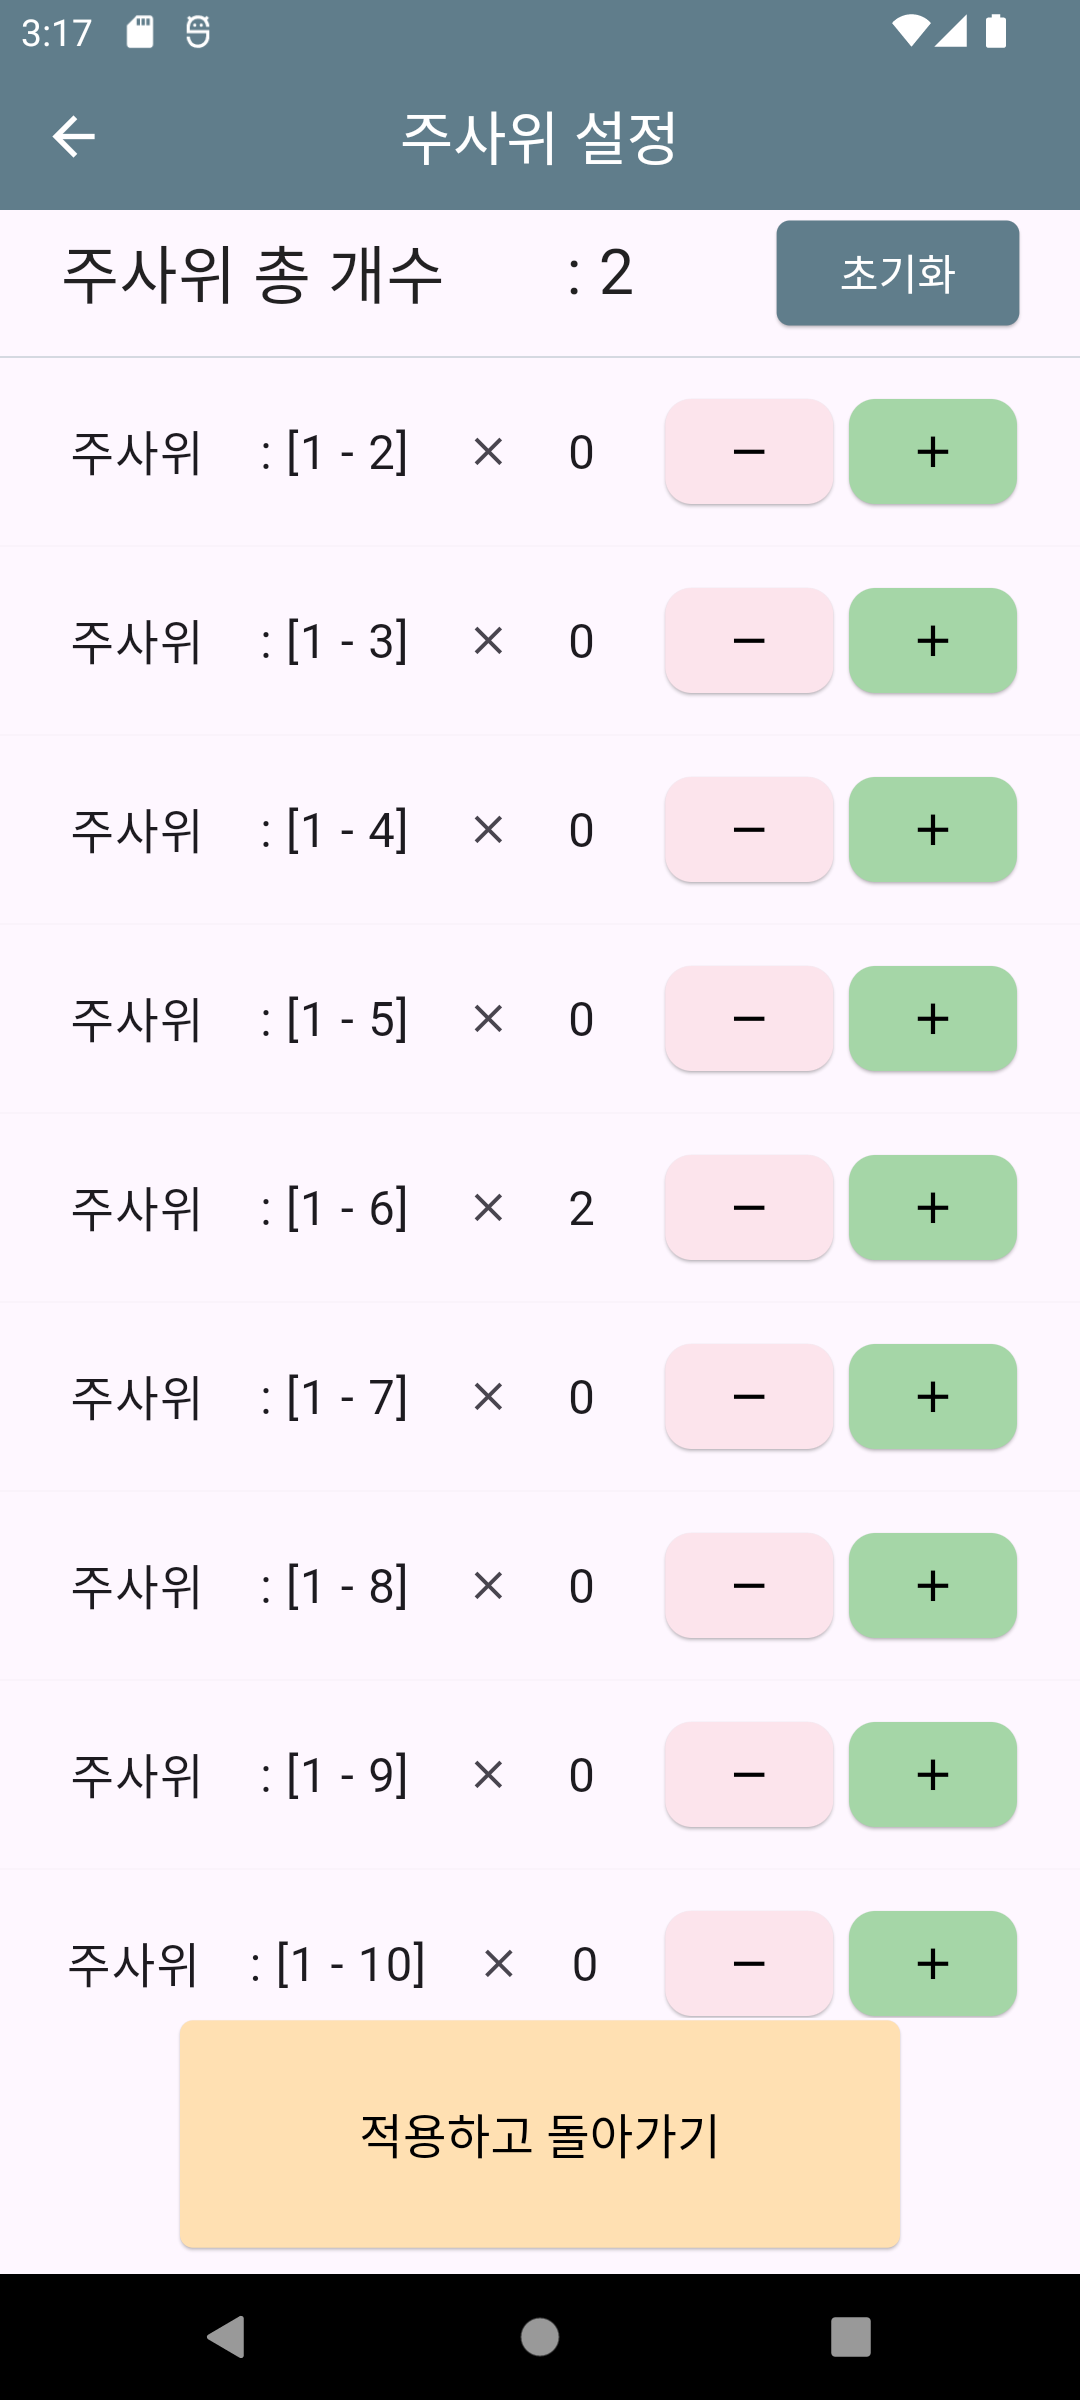 3:17
주사위 설정
주사위 총 개수 : 2 초기화
주사위 : [1 - 2] × 0 − +
주사위 : [1 - 3] × 0 − +
주사위 : [1 - 4] × 0 − +
주사위 : [1 - 5] × 0 − +
주사위 : [1 - 6] × 2 − +
주사위 : [1 - 7] × 0 − +
주사위 : [1 - 8] × 0 − +
주사위 : [1 - 9] × 0 − +
주사위 : [1 - 10] × 0 − +
적용하고 돌아가기